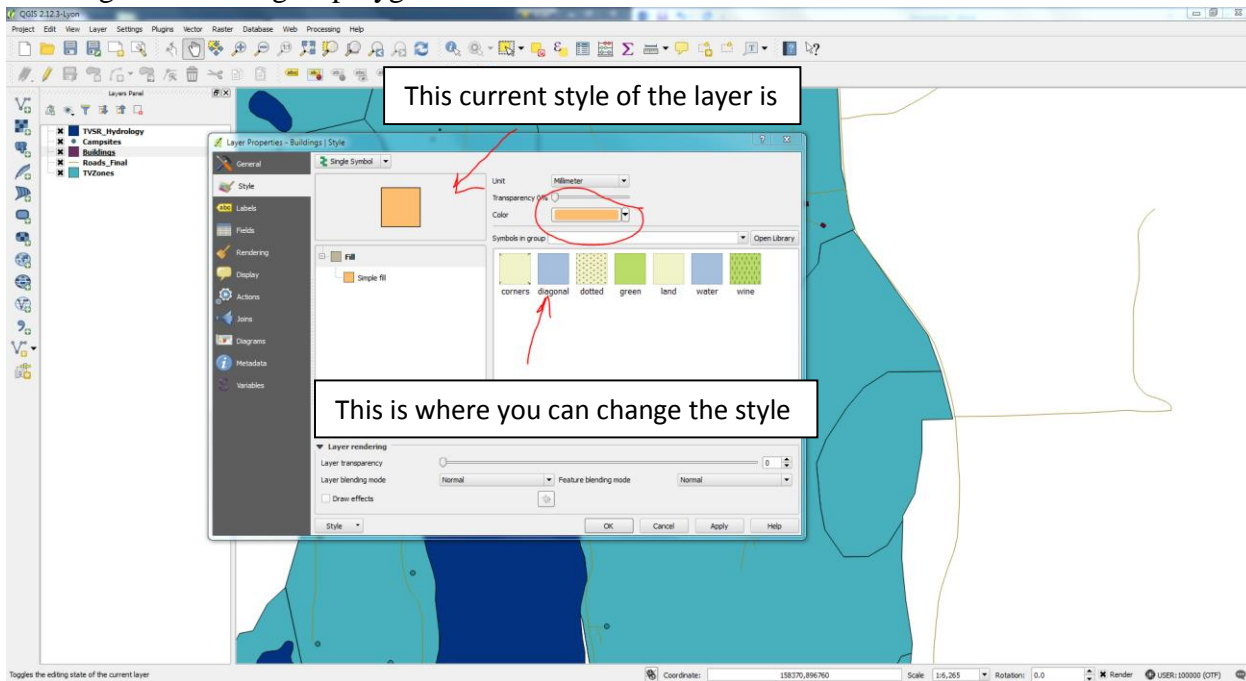 QGIS 2.12.3-Lyon
Project Edit View Layer Settings Plugins Vector Raster Database Web Processing Help
This current style of the layer is
Layers Panel
TVSR_Hydrology
Campsites
Buildings
Roads_Final
TVZones
Layer Properties - Buildings | Style
General
Style
Labels
Fields
Rendering
Display
Actions
Joins
Diagrams
Metadata
Variables
Single Symbol
Unit Millimeter
Transparency 0%
Color
Symbols in group Open Library
Fill
Simple fill
corners diagonal dotted green land water wine
This is where you can change the style
Layer rendering
Layer transparency 0
Layer blending mode Normal Feature blending mode Normal
Draw effects
Style OK Cancel Apply Help
Toggles the editing state of the current layer Coordinate: 158370,896760 Scale 1:6,265 Rotation: 0.0 Render USER:100000 (OTF)